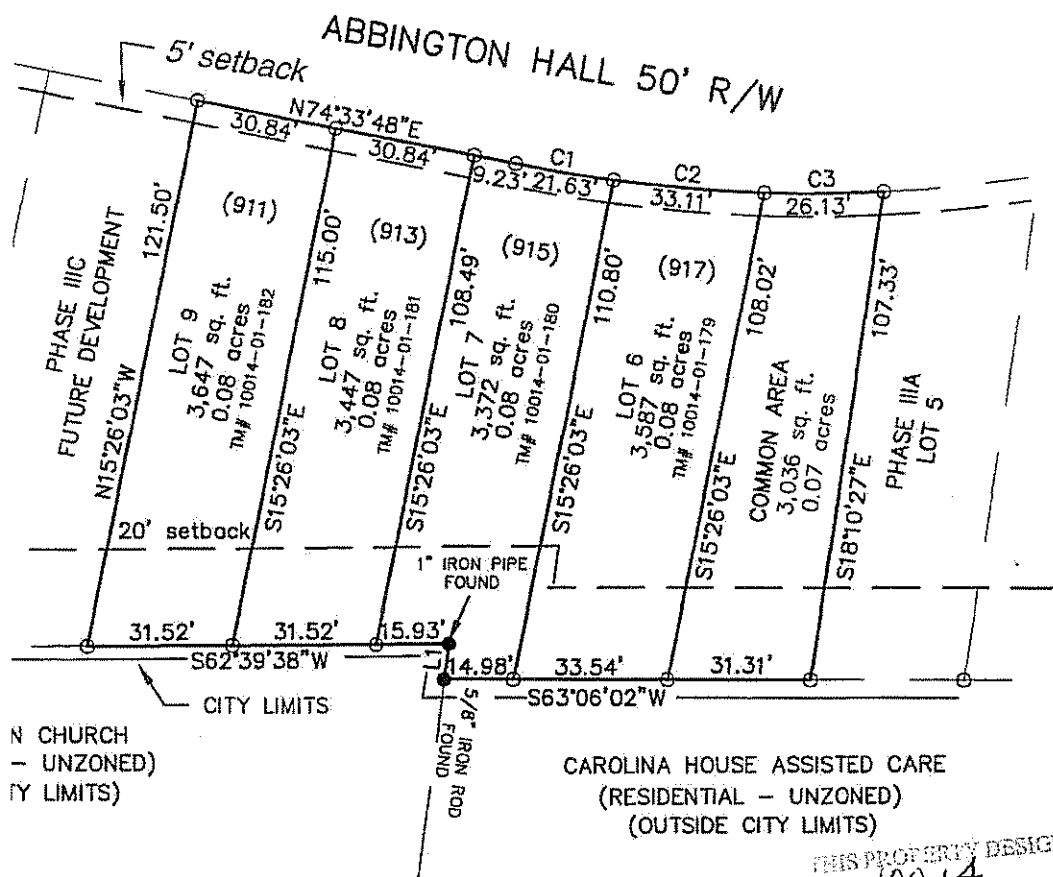 ABBINGTON HALL 50' R/W
5' setback
N74°33'48"E
30.84'
30.84'
9.23'
21.63'
C1
C2
33.11'
C3
26.13'
PHASE IIIC
FUTURE DEVELOPMENT
N15°26'03"W
121.50'
(911)
LOT 9
3,647 sq. ft.
0.08 acres
TM# 10014-01-182
S15°26'03"E
115.00'
(913)
LOT 8
3,447 sq. ft.
0.08 acres
TM# 10014-01-181
S15°26'03"E
108.49'
(915)
LOT 7
3,372 sq. ft.
0.08 acres
TM# 10014-01-180
S15°26'03"E
110.80'
(917)
LOT 6
3,587 sq. ft.
0.08 acres
TM# 10014-01-179
S15°26'03"E
108.02'
COMMON AREA
3,036 sq. ft.
0.07 acres
S18°10'27"E
107.33'
PHASE IIIA
LOT 5
20' setback
1" IRON PIPE
FOUND
31.52'
31.52'
15.93'
S62°39'38"W
L1
14.98'
33.54'
31.31'
S63°06'02"W
CITY LIMITS
5/8" IRON ROD
FOUND
N CHURCH
- UNZONED)
TY LIMITS)
CAROLINA HOUSE ASSISTED CARE
(RESIDENTIAL - UNZONED)
(OUTSIDE CITY LIMITS)
THIS PROPERTY DESIG